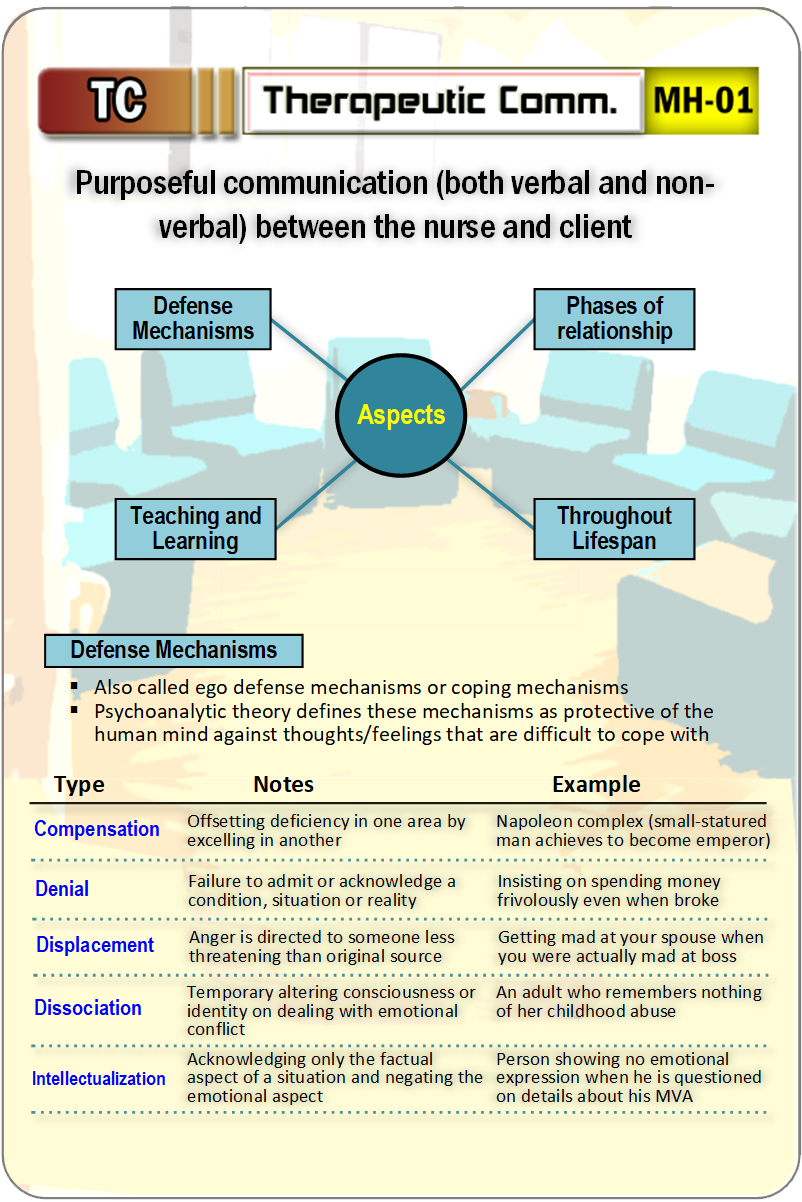 TC
Therapeutic Comm.
MH-01
Purposeful communication (both verbal and non-
verbal) between the nurse and client
Defense
Mechanisms
Phases of
relationship
Aspects
Teaching and
Learning
Throughout
Lifespan
Defense Mechanisms
▪ Also called ego defense mechanisms or coping mechanisms
▪ Psychoanalytic theory defines these mechanisms as protective of the
human mind against thoughts/feelings that are difficult to cope with
Type
Notes
Example
Compensation
Offsetting deficiency in one area by
excelling in another
Napoleon complex (small-statured
man achieves to become emperor)
Denial
Failure to admit or acknowledge a
condition, situation or reality
Insisting on spending money
frivolously even when broke
Displacement
Anger is directed to someone less
threatening than original source
Getting mad at your spouse when
you were actually mad at boss
Dissociation
Temporary altering consciousness or
identity on dealing with emotional
conflict
An adult who remembers nothing
of her childhood abuse
Intellectualization
Acknowledging only the factual
aspect of a situation and negating the
emotional aspect
Person showing no emotional
expression when he is questioned
on details about his MVA